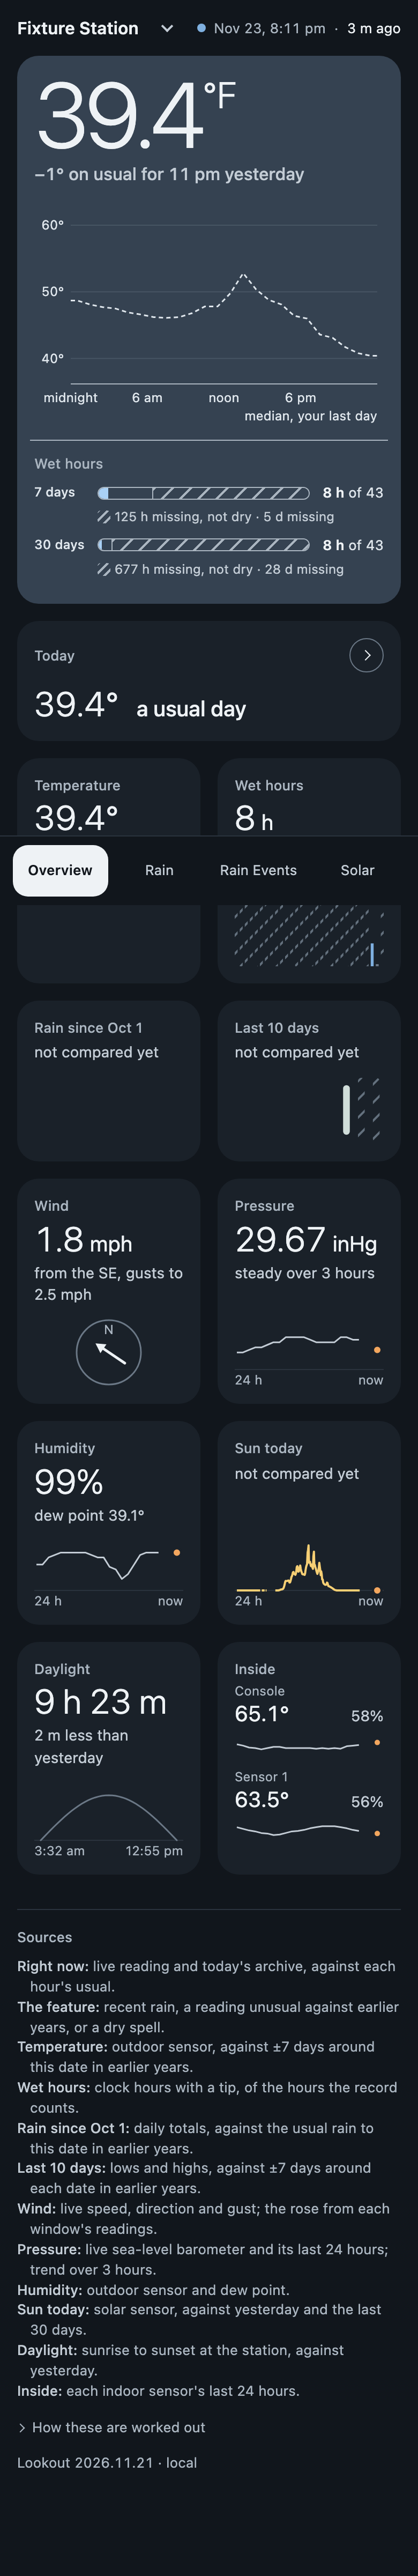 Fixture Station
Nov 23, 8:11 pm · 3 m ago
39.4°F
−1° on usual for 11 pm yesterday
60°
50°
40°
midnight 6 am noon 6 pm
median, your last day
Wet hours
7 days 8 h of 43
125 h missing, not dry · 5 d missing
30 days 8 h of 43
677 h missing, not dry · 28 d missing
Today
39.4° a usual day
Temperature
39.4°
Wet hours
8 h
Overview Rain Rain Events Solar
Rain since Oct 1
not compared yet
Last 10 days
not compared yet
Wind
1.8 mph
from the SE, gusts to
2.5 mph
N
Pressure
29.67 inHg
steady over 3 hours
24 h now
Humidity
99%
dew point 39.1°
24 h now
Sun today
not compared yet
24 h now
Daylight
9 h 23 m
2 m less than
yesterday
3:32 am 12:55 pm
Inside
Console
65.1° 58%
Sensor 1
63.5° 56%
Sources
Right now: live reading and today's archive, against each
hour's usual.
The feature: recent rain, a reading unusual against earlier
years, or a dry spell.
Temperature: outdoor sensor, against ±7 days around
this date in earlier years.
Wet hours: clock hours with a tip, of the hours the record
counts.
Rain since Oct 1: daily totals, against the usual rain to
this date in earlier years.
Last 10 days: lows and highs, against ±7 days around
each date in earlier years.
Wind: live speed, direction and gust; the rose from each
window's readings.
Pressure: live sea-level barometer and its last 24 hours;
trend over 3 hours.
Humidity: outdoor sensor and dew point.
Sun today: solar sensor, against yesterday and the last
30 days.
Daylight: sunrise to sunset at the station, against
yesterday.
Inside: each indoor sensor's last 24 hours.
How these are worked out
Lookout 2026.11.21 · local